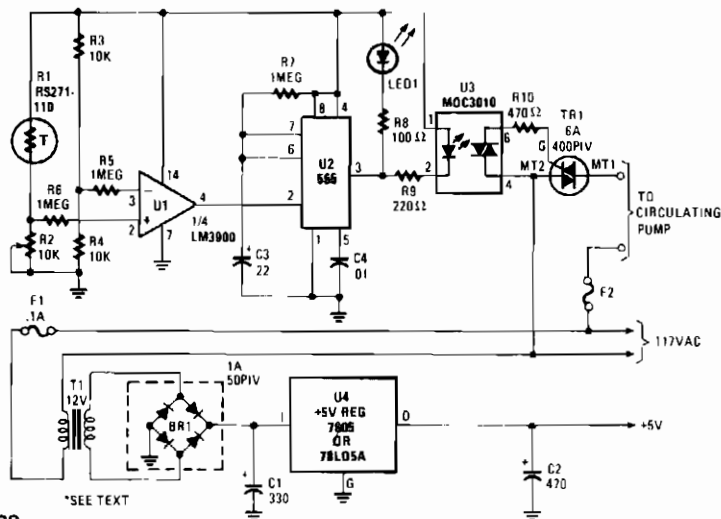 R3
10K
R1
RS271-
110
T
R7
1MEG
LED1
U3
MOC3010
R10
470Ω
TR1
6A
400PIV
8
4
7
6
U2
555
3
R8
100Ω
1
6
G
MT2
MT1
R5
1MEG
14
−
3
U1
4
2
2
R9
220Ω
4
TO
CIRCULATING
PUMP
R6
1MEG
+
2
7
1/4
LM3900
R2
10K
R4
10K
C3
22
+
1
5
C4
.01
F2
F1
.1A
117VAC
T1
12V
1A
50PIV
*
BR1
I
U4
+5V REG
7805
OR
78L05A
O
G
+5V
+
C1
330
+
C2
470
*SEE TEXT